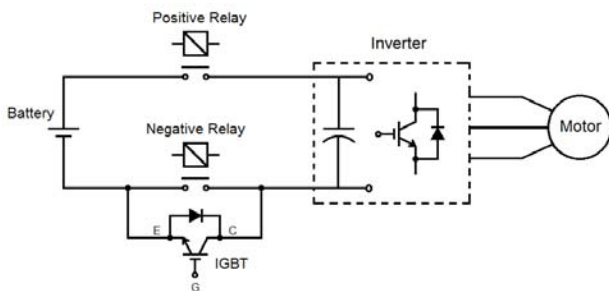 Positive Relay
Inverter
Battery
Negative Relay
Motor
E
C
IGBT
G